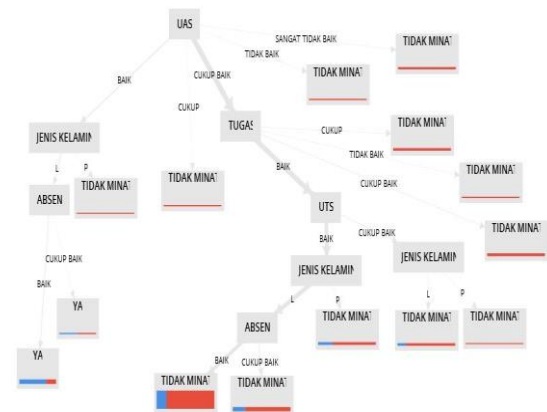 UAS
SANGAT TIDAK BAIK
TIDAK MINAT
TIDAK BAIK
TIDAK MINAT
BAIK
CUKUP BAIK
CUKUP
TUGAS
CUKUP
TIDAK MINAT
JENIS KELAMIN
TIDAK BAIK
BAIK
L
P
CUKUP BAIK
TIDAK MINAT
TIDAK MINAT
TIDAK MINAT
ABSEN
UTS
CUKUP BAIK
BAIK
TIDAK MINAT
CUKUP BAIK
JENIS KELAMIN
JENIS KELAMIN
BAIK
L
P
L
P
YA
ABSEN
TIDAK MINAT
TIDAK MINAT
TIDAK MINAT
YA
BAIK
CUKUP BAIK
TIDAK MINAT
TIDAK MINAT